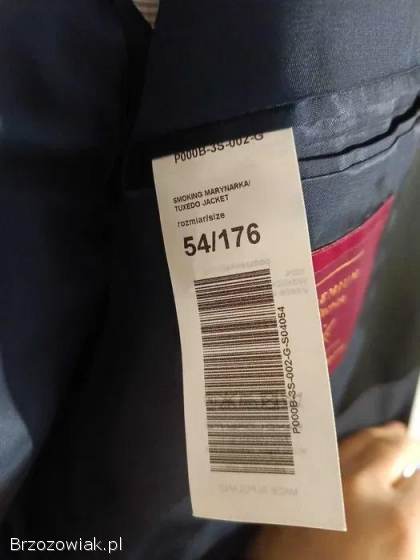 P000B-3S-002-G
SMOKING MARYNARKA/
TUXEDO JACKET
rozmiar/size
54/176
P000B-3S-002-G-S04054
Brzozowiak.pl